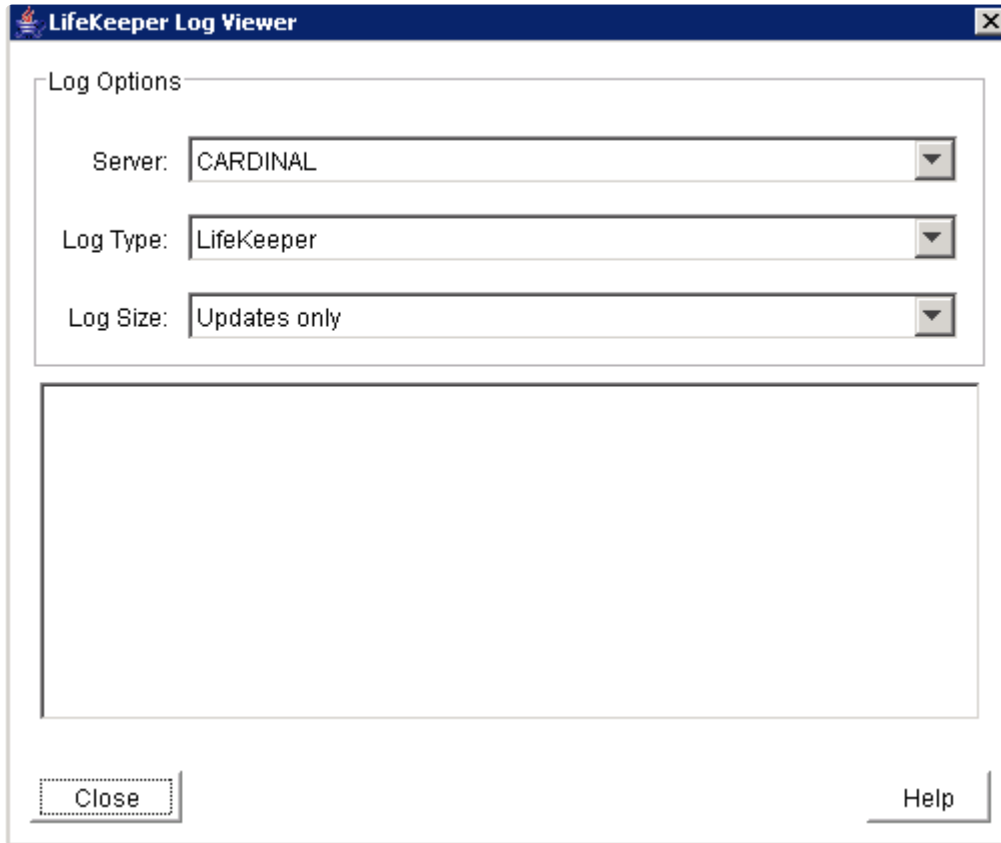 LifeKeeper Log Viewer
Log Options
Server: CARDINAL
Log Type: LifeKeeper
Log Size: Updates only
Close Help